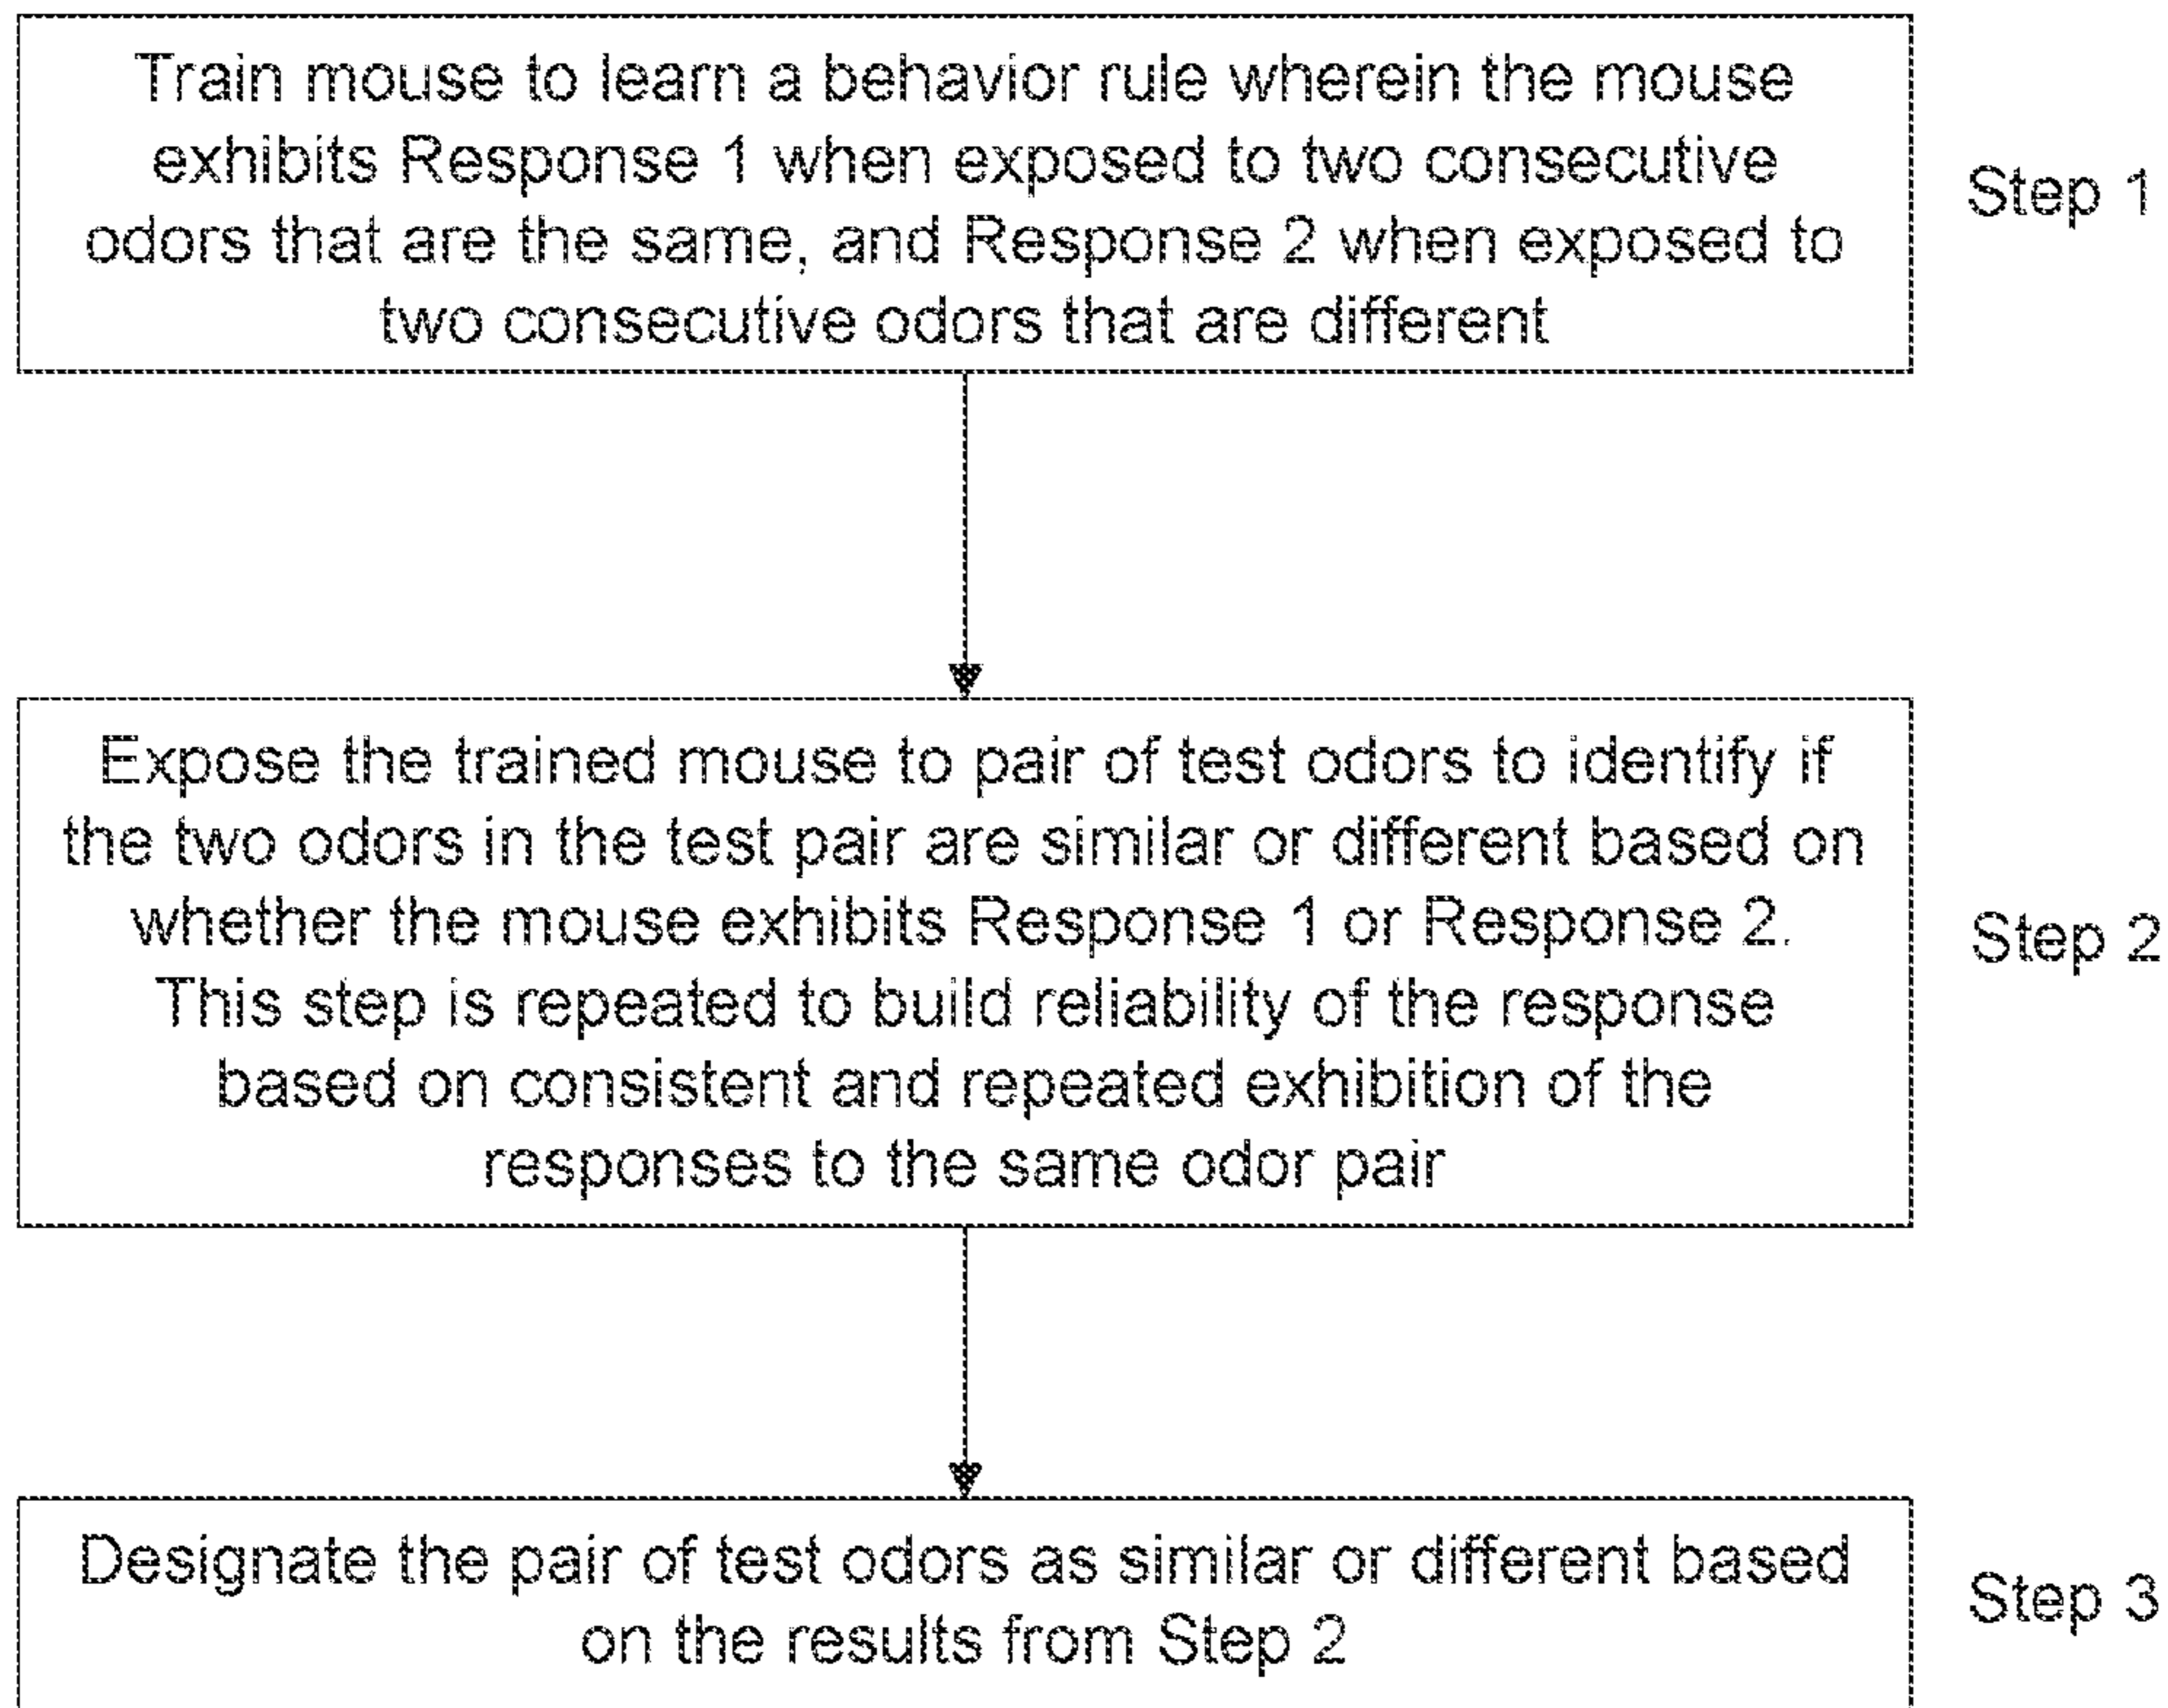 Train mouse to learn a behavior rule wherein the mouse
exhibits Response 1 when exposed to two consecutive
odors that are the same, and Response 2 when exposed to
two consecutive odors that are different
Step 1
Expose the trained mouse to pair of test odors to identify if
the two odors in the test pair are similar or different based on
whether the mouse exhibits Response 1 or Response 2.
This step is repeated to build reliability of the response
based on consistent and repeated exhibition of the
responses to the same odor pair
Step 2
Designate the pair of test odors as similar or different based
on the results from Step 2
Step 3